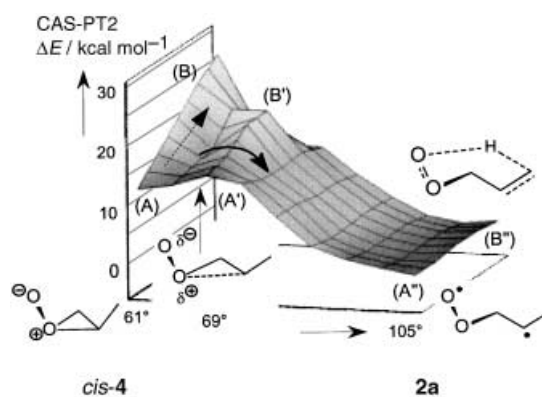 CAS-PT2
ΔE / kcal mol⁻¹
30
20
10
0
(B)
(B')
(A)
(A')
(B'')
(A'')
H
O
O
O δ⊖
O
δ⊕
⊖
O
O
⊕
O•
O
•
61°
69°
105°
cis-4
2a